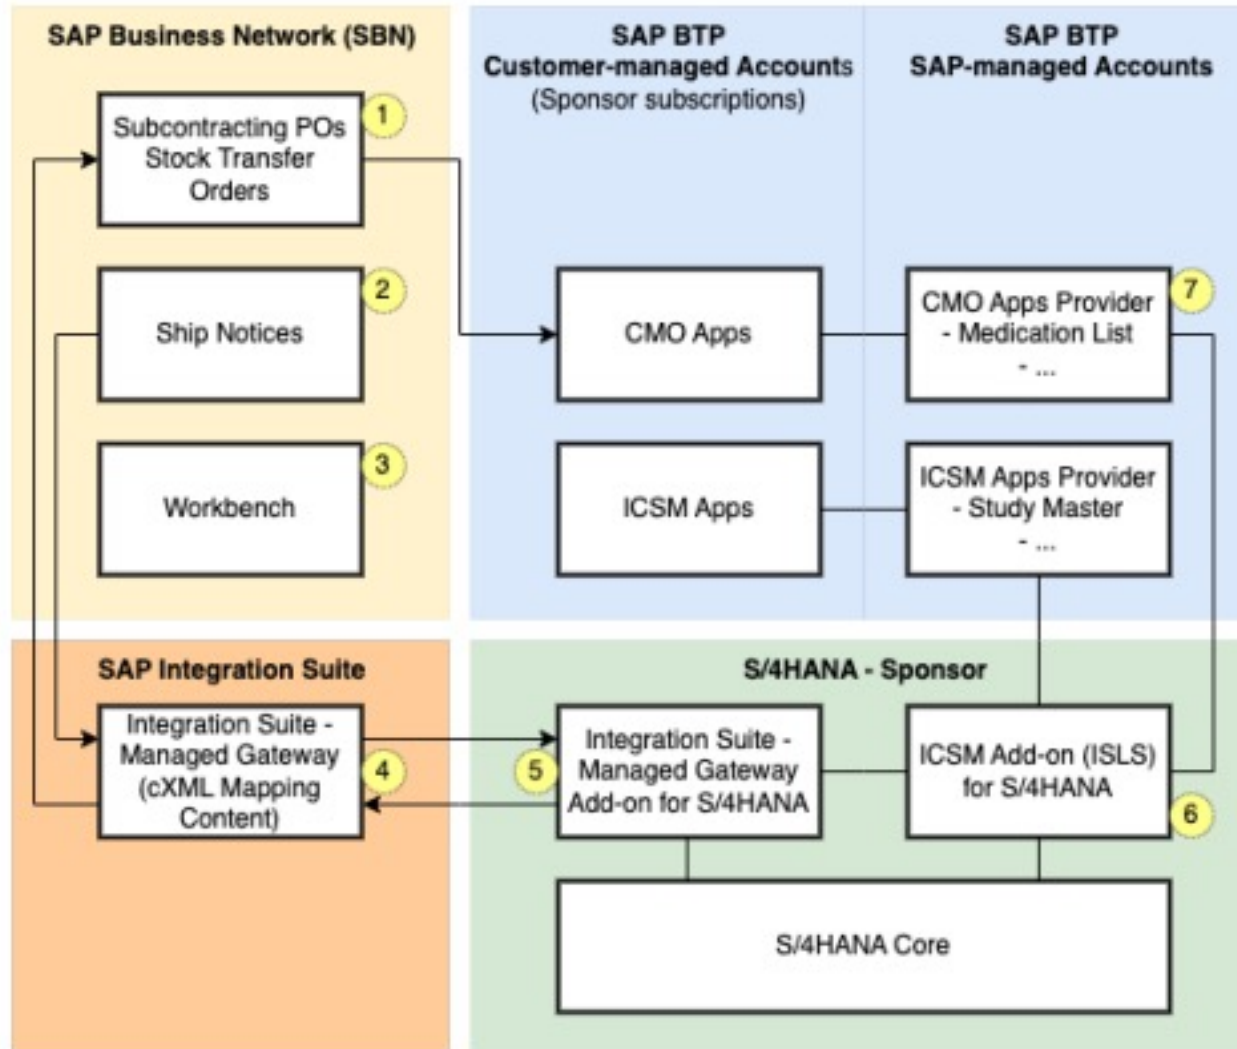 SAP Business Network (SBN)
Subcontracting POs
Stock Transfer
Orders
1
Ship Notices
2
Workbench
3
SAP BTP
Customer-managed Accounts
(Sponsor subscriptions)
CMO Apps
ICSM Apps
SAP BTP
SAP-managed Accounts
CMO Apps Provider
- Medication List
- ...
7
ICSM Apps Provider
- Study Master
- ...
SAP Integration Suite
Integration Suite -
Managed Gateway
(cXML Mapping
Content)
4
S/4HANA - Sponsor
5
Integration Suite -
Managed Gateway
Add-on for S/4HANA
ICSM Add-on (ISLS)
for S/4HANA
6
S/4HANA Core